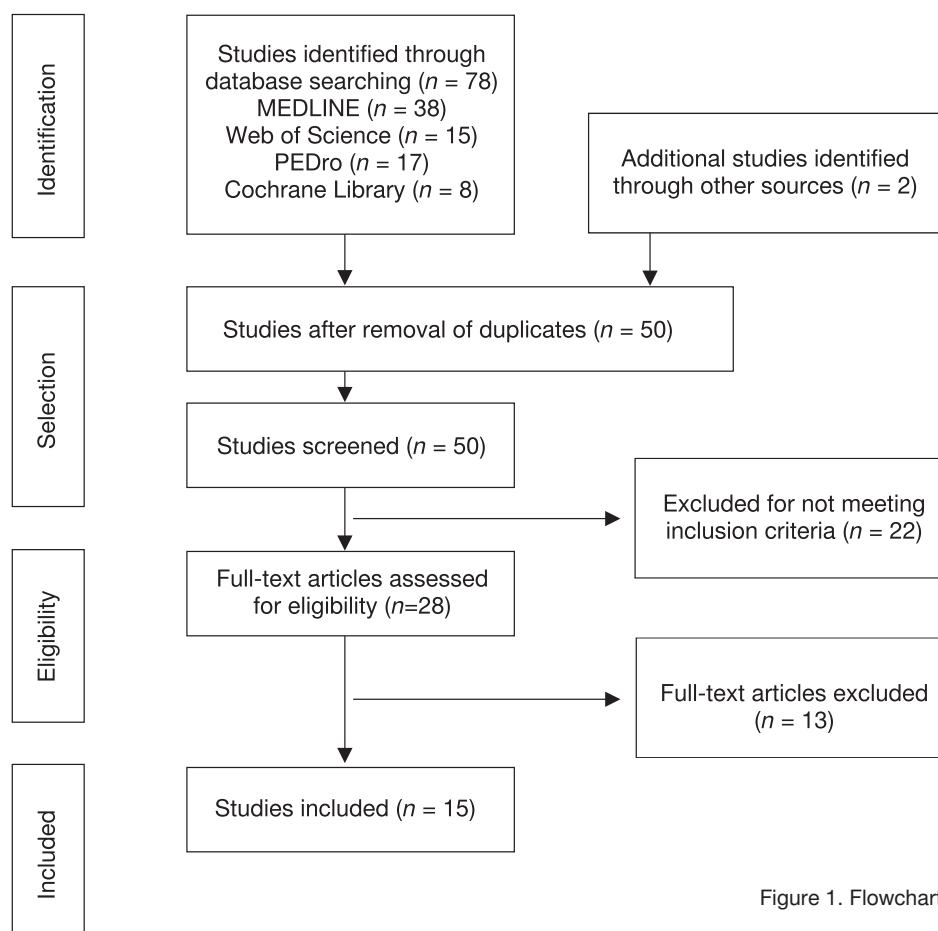 Identification
Studies identified through
database searching (n = 78)
MEDLINE (n = 38)
Web of Science (n = 15)
PEDro (n = 17)
Cochrane Library (n = 8)
Additional studies identified
through other sources (n = 2)
Selection
Studies after removal of duplicates (n = 50)
Studies screened (n = 50)
Excluded for not meeting
inclusion criteria (n = 22)
Eligibility
Full-text articles assessed
for eligibility (n=28)
Full-text articles excluded
(n = 13)
Included
Studies included (n = 15)
Figure 1. Flowchart